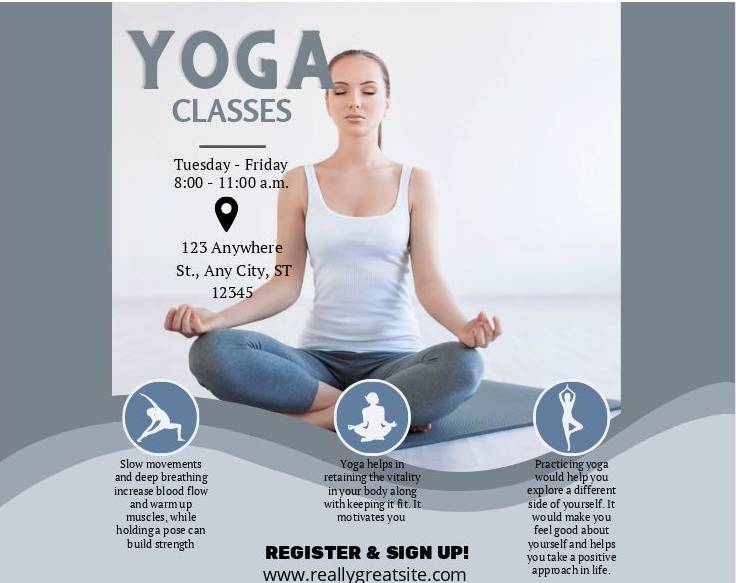 YOGA
CLASSES
Tuesday - Friday
8:00 - 11:00 a.m.
123 Anywhere
St., Any City, ST
12345
Slow movements
and deep breathing
increase blood flow
and warm up
muscles, while
holding a pose can
build strength
Yoga helps in
retaining the vitality
in your body along
with keeping it fit. It
motivates you
Practicing yoga
would help you
explore a different
side of yourself. It
would make you
feel good about
yourself and helps
you take a positive
approach in life.
REGISTER & SIGN UP!
www.reallygreatsite.com